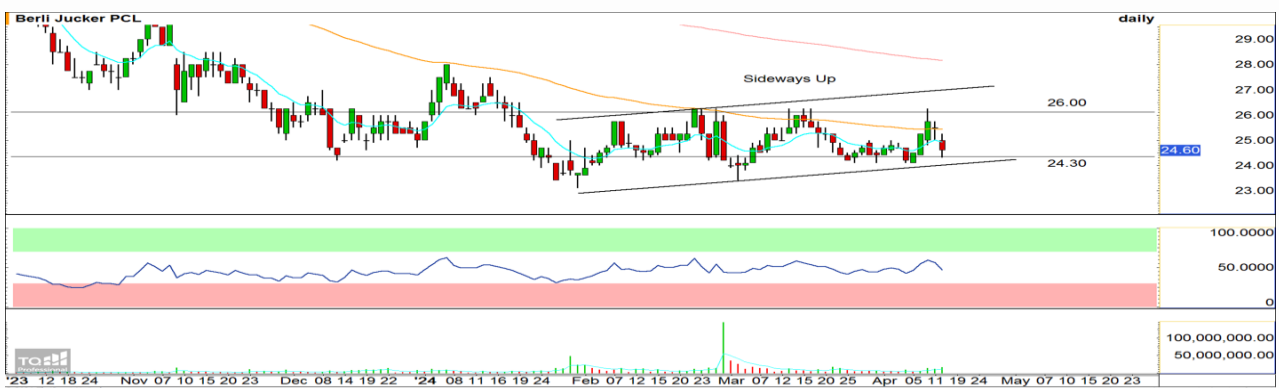 Berli Jucker PCL
daily
29.00
28.00
Sideways Up
27.00
26.00
26.00
25.00
24.60
24.30
24.00
23.00
100.0000
50.0000
0
100,000,000.00
50,000,000.00
TQ
Professional
'23 12 18 24 Nov 07 10 15 20 23 Dec 08 14 19 22 '24 08 11 16 19 24 Feb 07 12 15 20 23 Mar 07 12 15 20 25 Apr 05 11 19 24 May 07 10 15 20 23